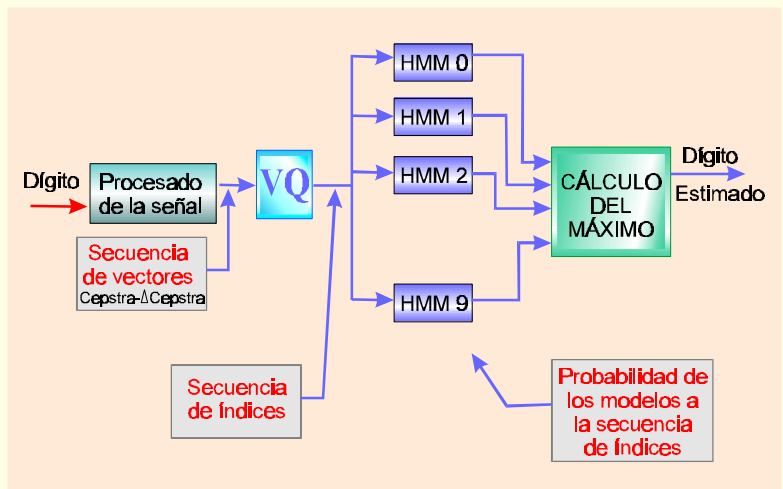 Dígito
Procesado
de la señal
Secuencia
de vectores
Cepstra-ΔCepstra
VQ
Secuencia
de Índices
HMM 0
HMM 1
HMM 2
HMM 9
CÁLCULO
DEL
MÁXIMO
Dígito
Estimado
Probabilidad de
los modelos a
la secuencia
de Índices